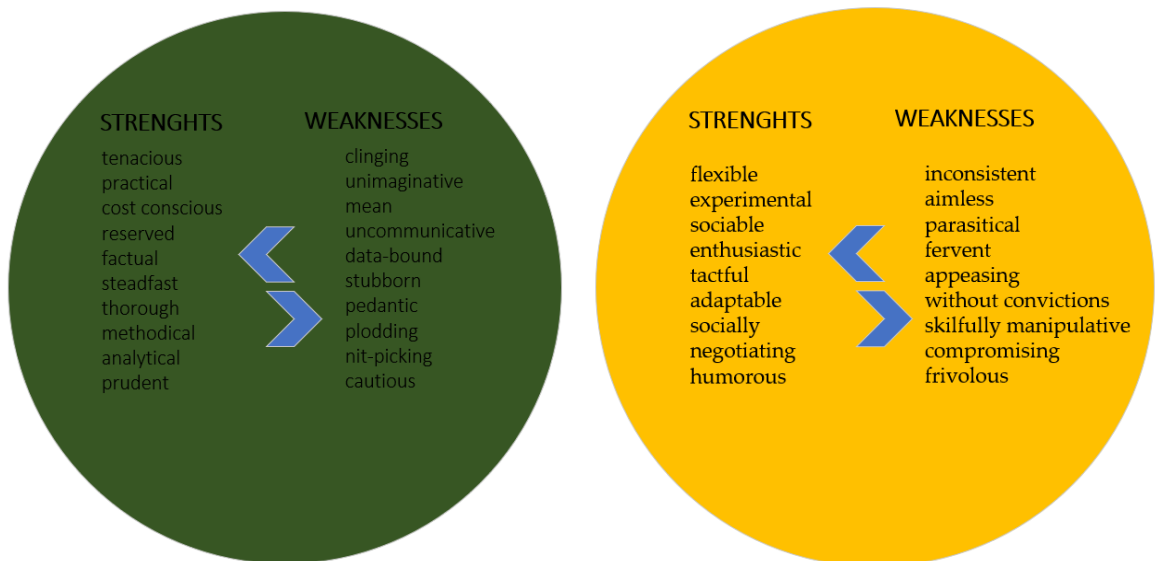 STRENGHTS
tenacious
practical
cost conscious
reserved
factual
steadfast
thorough
methodical
analytical
prudent
WEAKNESSES
clinging
unimaginative
mean
uncommunicative
data-bound
stubborn
pedantic
plodding
nit-picking
cautious
STRENGHTS
flexible
experimental
sociable
enthusiastic
tactful
adaptable
socially
negotiating
humorous
WEAKNESSES
inconsistent
aimless
parasitical
fervent
appeasing
without convictions
skilfully manipulative
compromising
frivolous